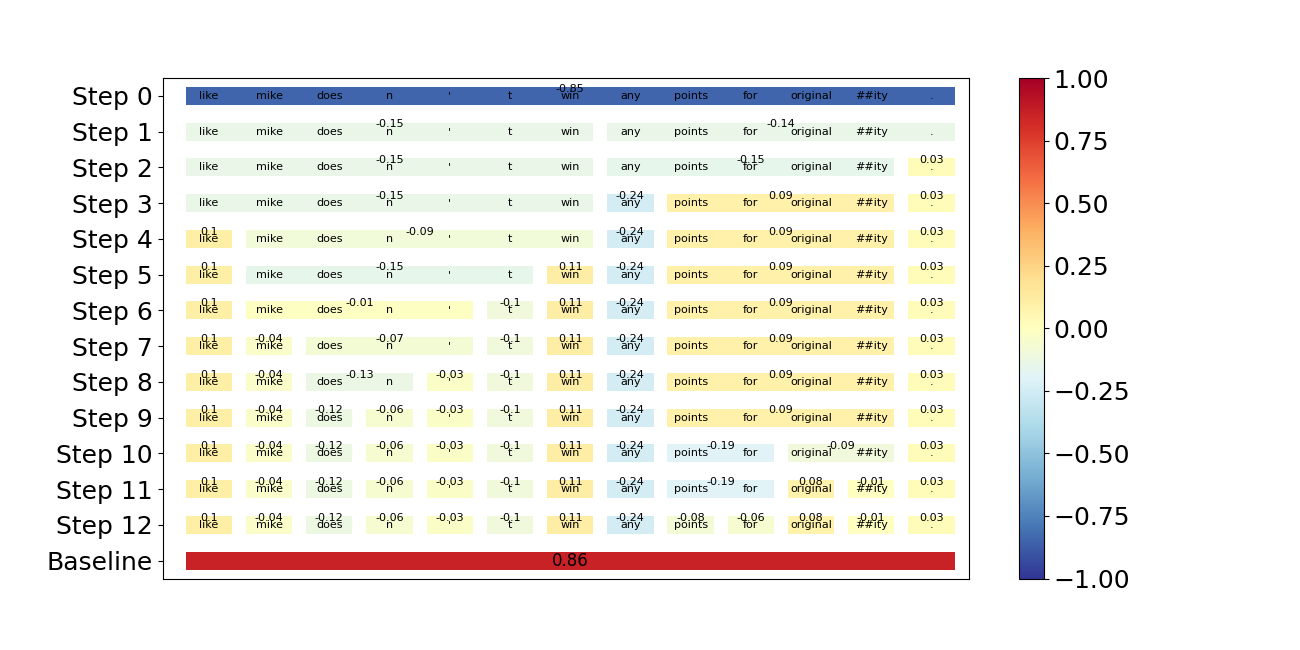 -0.85
Step 0 like mike does n ' t win any points for original ##ity .
-0.15 -0.14
Step 1 like mike does n ' t win any points for original ##ity .
-0.15 -0.15 0.03
Step 2 like mike does n ' t win any points for original ##ity .
-0.15 -0.24 0.09 0.03
Step 3 like mike does n ' t win any points for original ##ity .
0.1 -0.09 -0.24 0.09 0.03
Step 4 like mike does n ' t win any points for original ##ity .
0.1 -0.15 0.11 -0.24 0.09 0.03
Step 5 like mike does n ' t win any points for original ##ity .
0.1 -0.01 -0.1 0.11 -0.24 0.09 0.03
Step 6 like mike does n ' t win any points for original ##ity .
0.1 -0.04 -0.07 -0.1 0.11 -0.24 0.09 0.03
Step 7 like mike does n ' t win any points for original ##ity .
0.1 -0.04 -0.13 -0.03 -0.1 0.11 -0.24 0.09 0.03
Step 8 like mike does n ' t win any points for original ##ity .
0.1 -0.04 -0.12 -0.06 -0.03 -0.1 0.11 -0.24 0.09 0.03
Step 9 like mike does n ' t win any points for original ##ity .
0.1 -0.04 -0.12 -0.06 -0.03 -0.1 0.11 -0.24 -0.19 -0.09 0.03
Step 10 like mike does n ' t win any points for original ##ity .
0.1 -0.04 -0.12 -0.06 -0.03 -0.1 0.11 -0.24 -0.19 0.08 -0.01 0.03
Step 11 like mike does n ' t win any points for original ##ity .
0.1 -0.04 -0.12 -0.06 -0.03 -0.1 0.11 -0.24 -0.08 -0.06 0.08 -0.01 0.03
Step 12 like mike does n ' t win any points for original ##ity .
Baseline 0.86
1.00
0.75
0.50
0.25
0.00
−0.25
−0.50
−0.75
−1.00